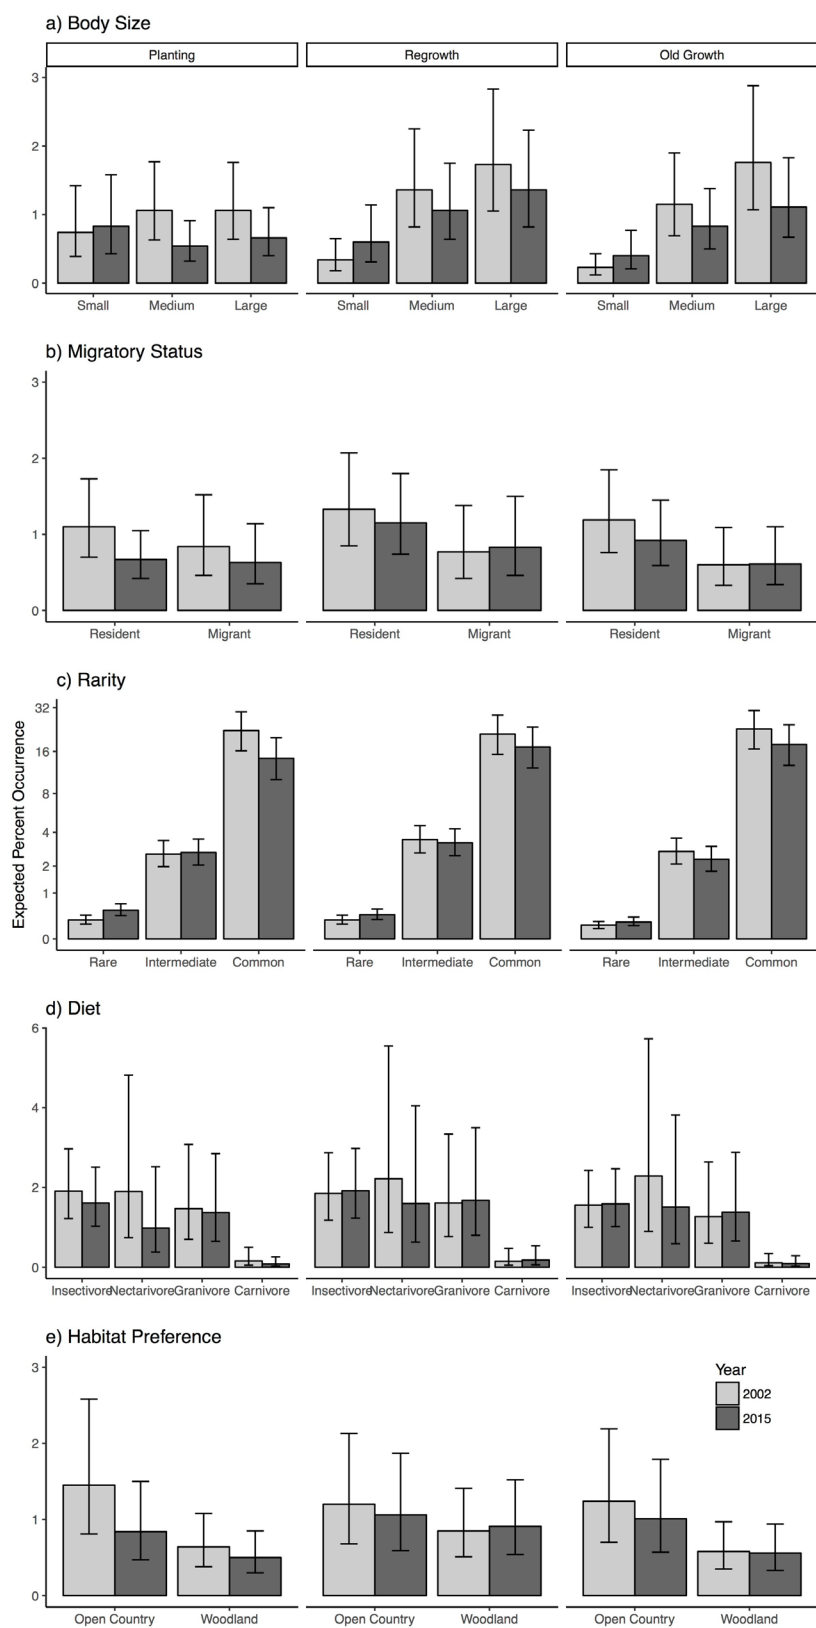 a) Body Size
Planting Regrowth Old Growth
3
2
1
0
Small Medium Large Small Medium Large Small Medium Large
b) Migratory Status
3
2
1
0
Resident Migrant Resident Migrant Resident Migrant
c) Rarity
Expected Percent Occurrence
32
16
8
4
2
1
0
Rare Intermediate Common Rare Intermediate Common Rare Intermediate Common
d) Diet
6
4
2
0
Insectivore Nectarivore Granivore Carnivore Insectivore Nectarivore Granivore Carnivore Insectivore Nectarivore Granivore Carnivore
e) Habitat Preference
3
2
1
0
Year
2002
2015
Open Country Woodland Open Country Woodland Open Country Woodland